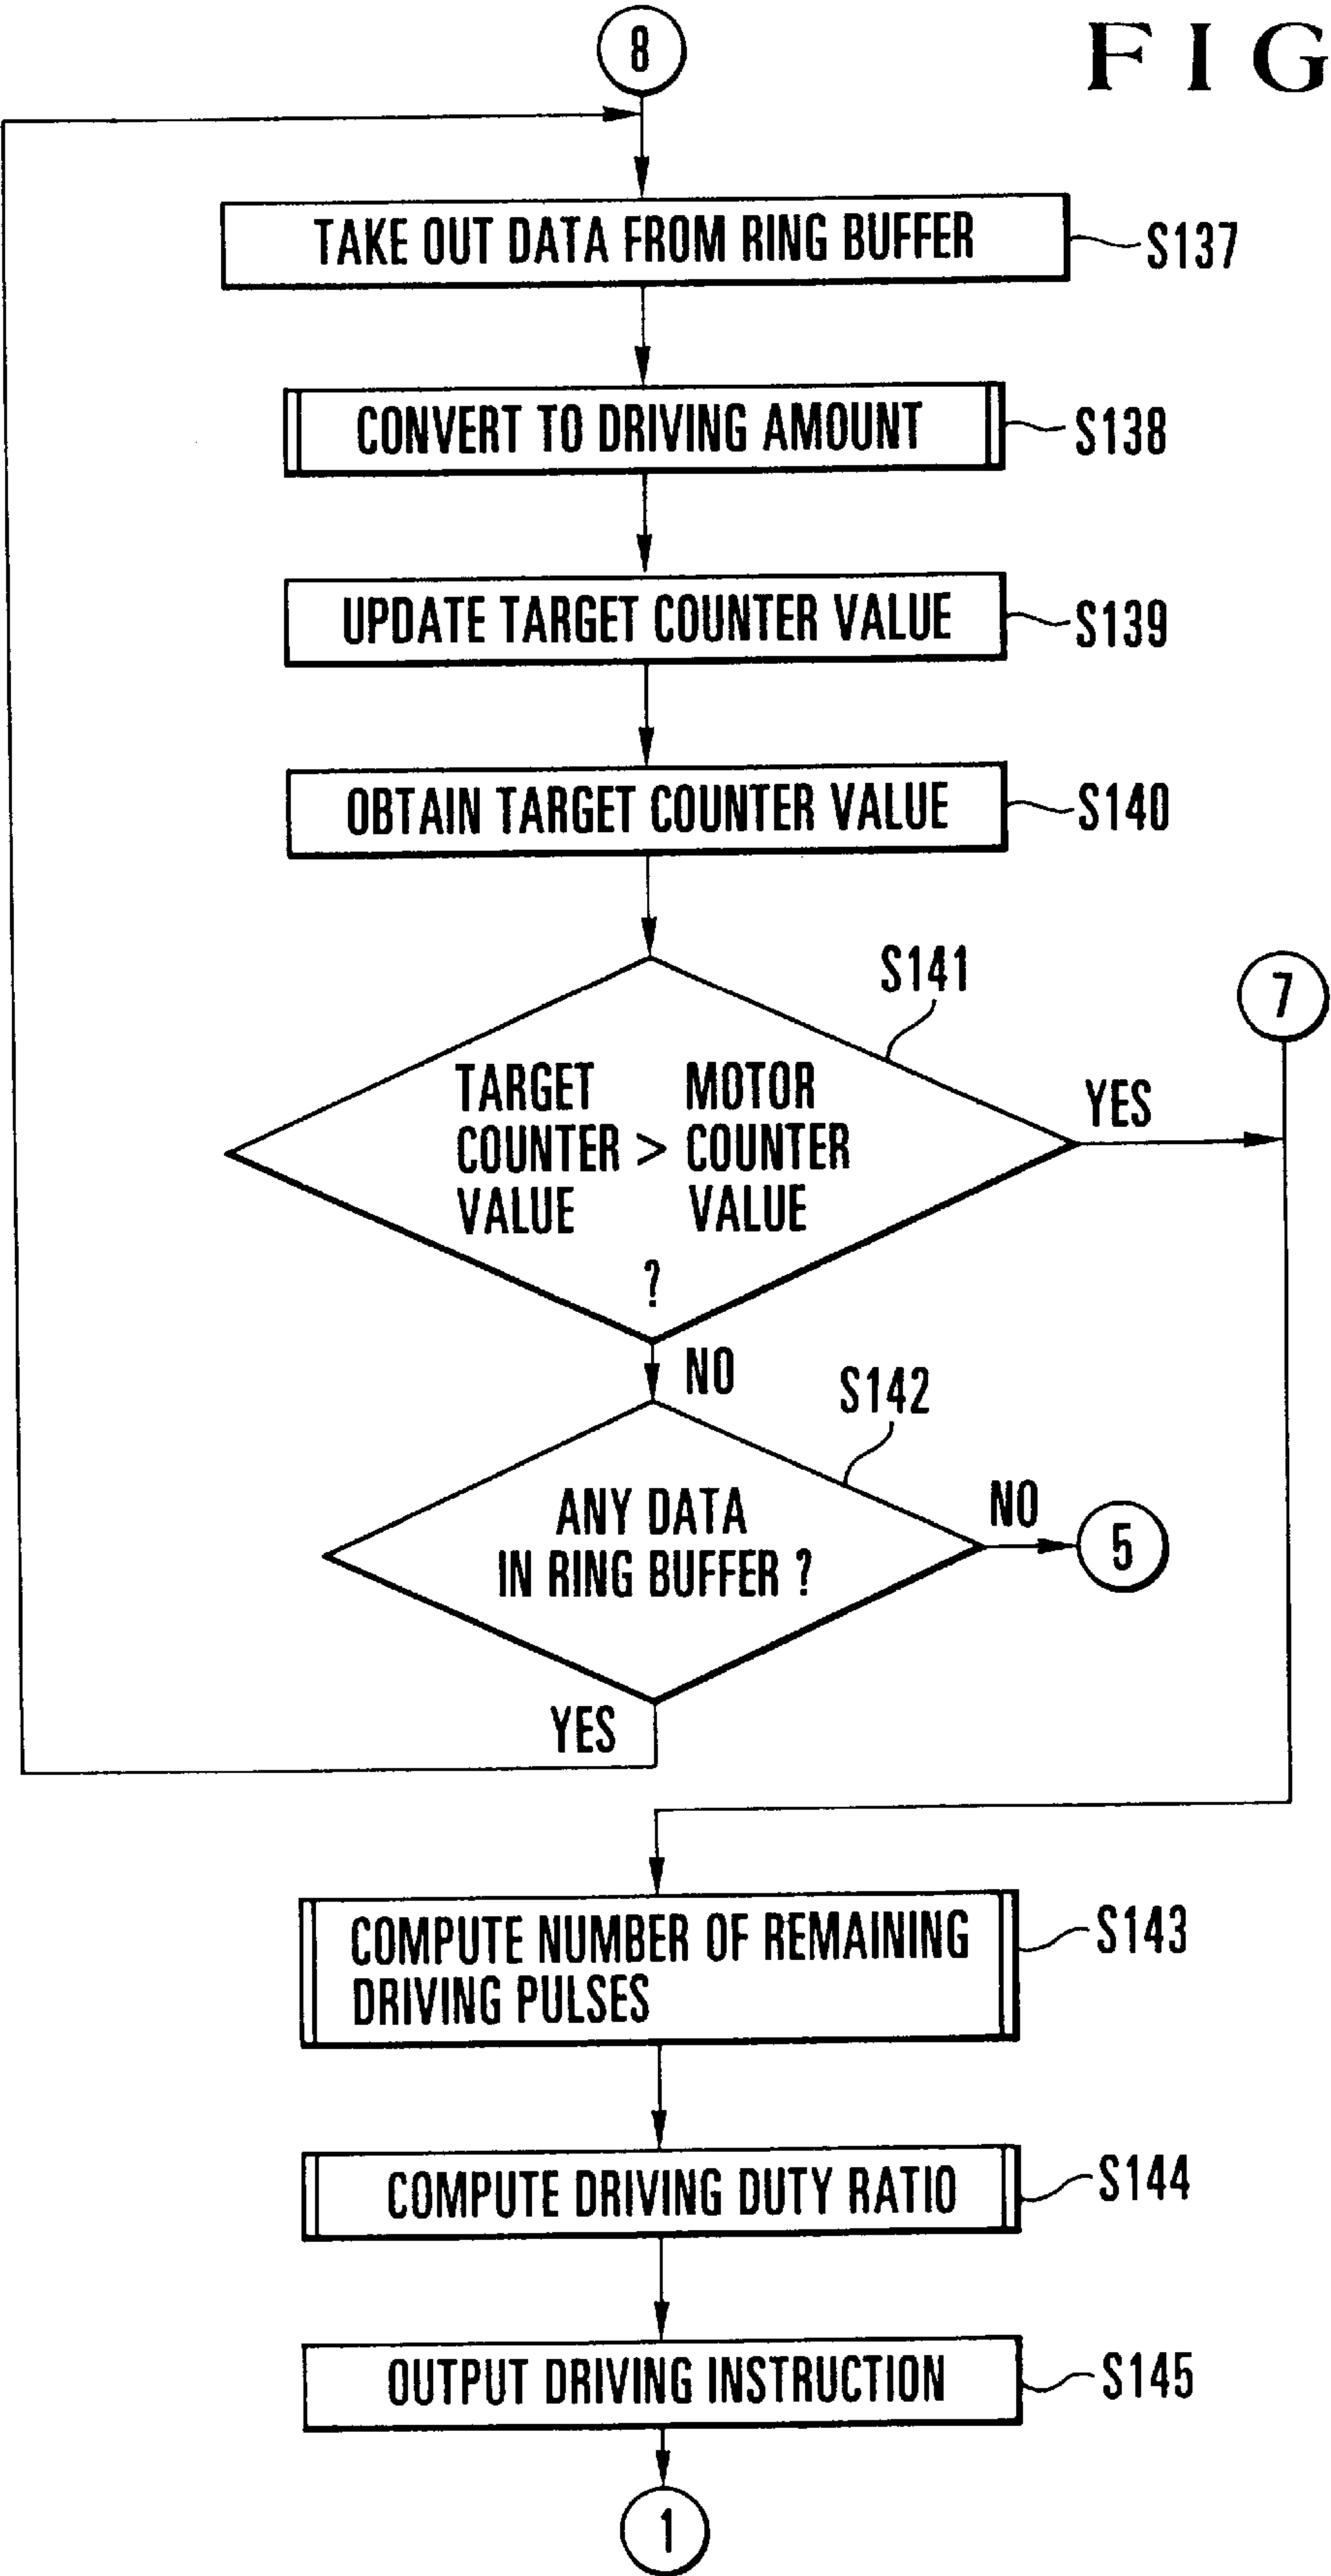 8
FIG
TAKE OUT DATA FROM RING BUFFER
S137
CONVERT TO DRIVING AMOUNT
S138
UPDATE TARGET COUNTER VALUE
S139
OBTAIN TARGET COUNTER VALUE
S140
S141
7
TARGET MOTOR
COUNTER > COUNTER
VALUE VALUE
?
YES
NO
S142
ANY DATA
IN RING BUFFER ?
NO
5
YES
COMPUTE NUMBER OF REMAINING
DRIVING PULSES
S143
COMPUTE DRIVING DUTY RATIO
S144
OUTPUT DRIVING INSTRUCTION
S145
1